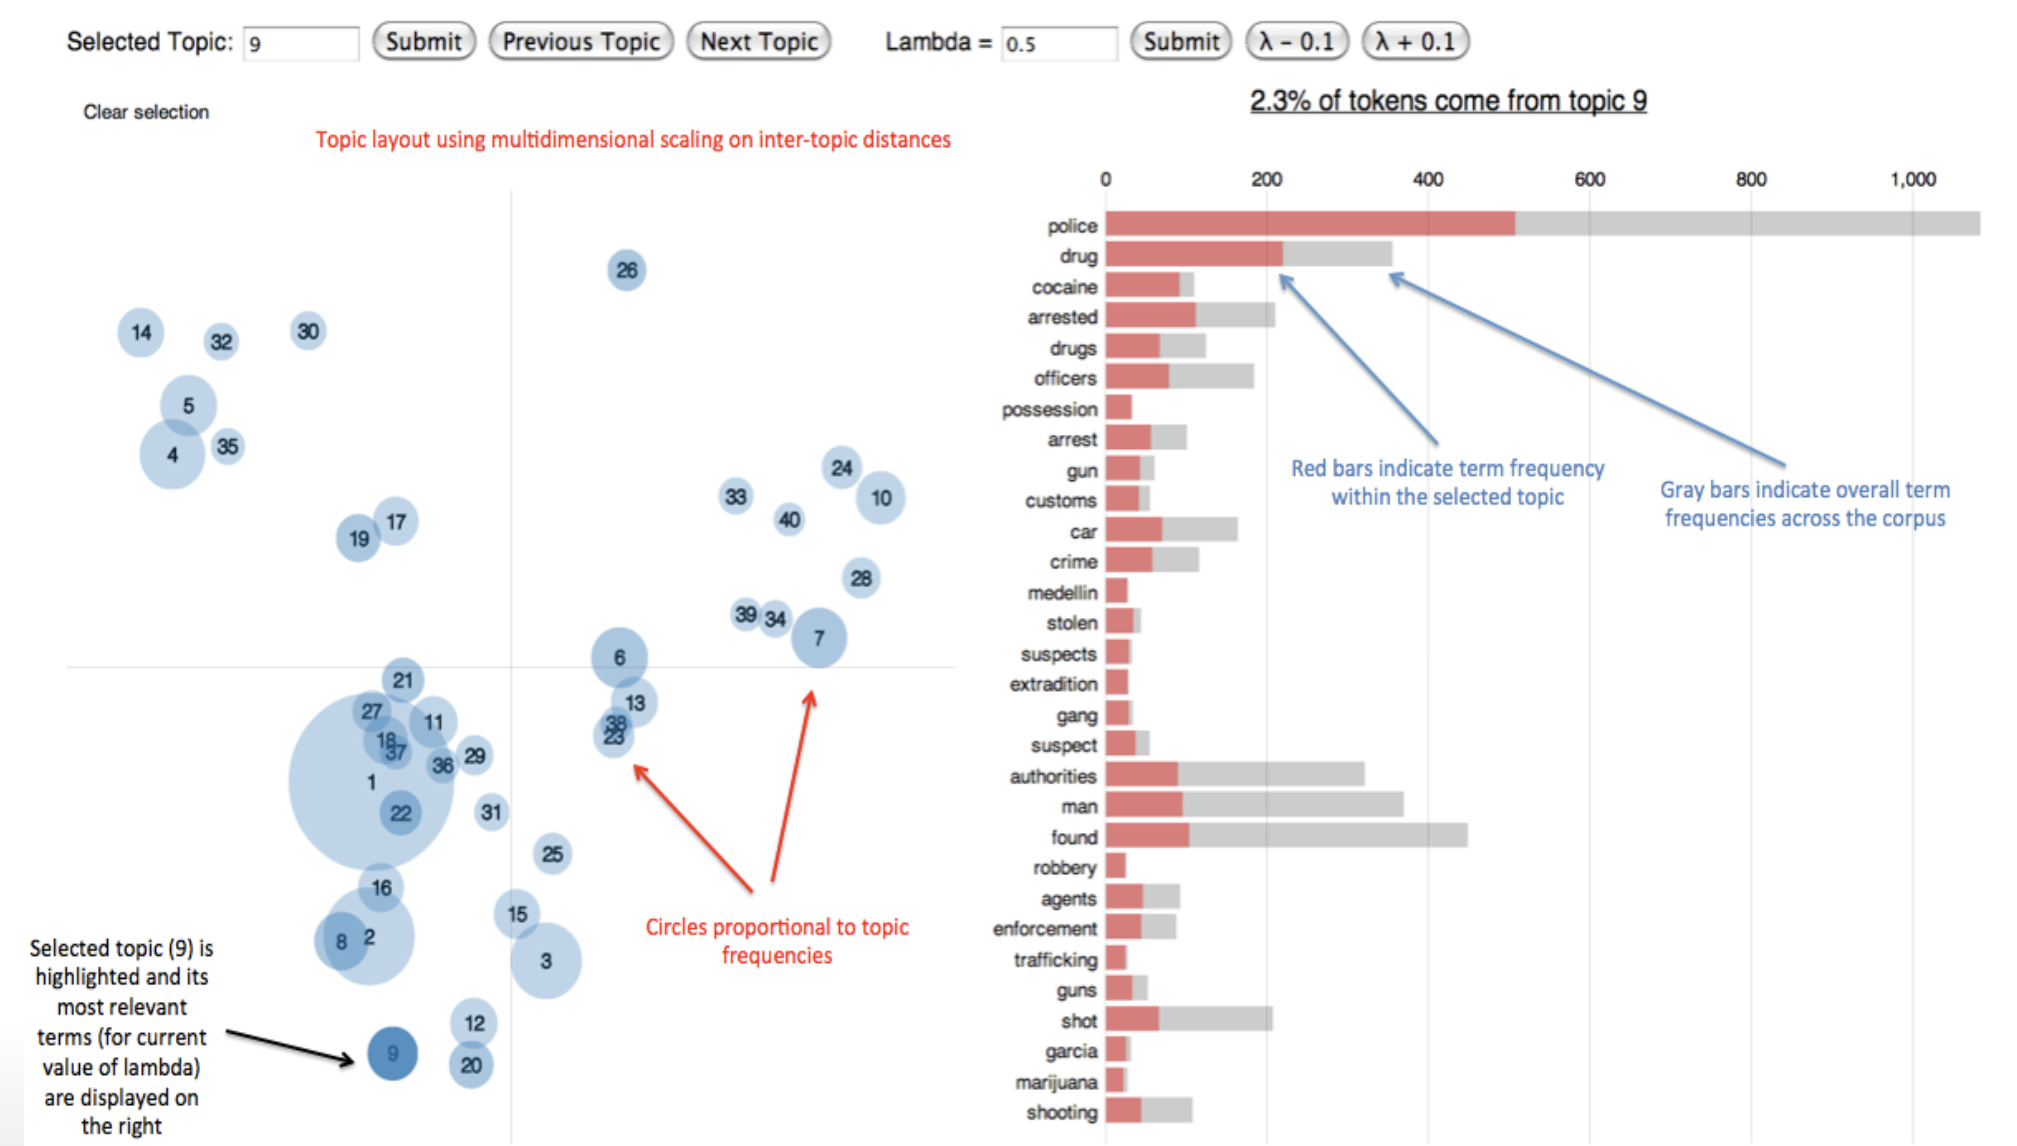 Selected Topic: 9 Submit Previous Topic Next Topic Lambda = 0.5 Submit λ - 0.1 λ + 0.1
Clear selection
2.3% of tokens come from topic 9
Topic layout using multidimensional scaling on inter-topic distances
26
14
32
30
5
4
35
17
19
24
33
10
40
28
39
34
7
6
21
13
27
11
38
23
18
37
29
36
1
22
31
25
16
15
8
2
3
12
9
20
Circles proportional to topic
frequencies
Selected topic (9) is
highlighted and its
most relevant
terms (for current
value of lambda)
are displayed on
the right
0 200 400 600 800 1,000
police
drug
cocaine
arrested
drugs
officers
possession
arrest
gun
customs
car
crime
medellin
stolen
suspects
extradition
gang
suspect
authorities
man
found
robbery
agents
enforcement
trafficking
guns
shot
garcia
marijuana
shooting
Red bars indicate term frequency
within the selected topic
Gray bars indicate overall term
frequencies across the corpus